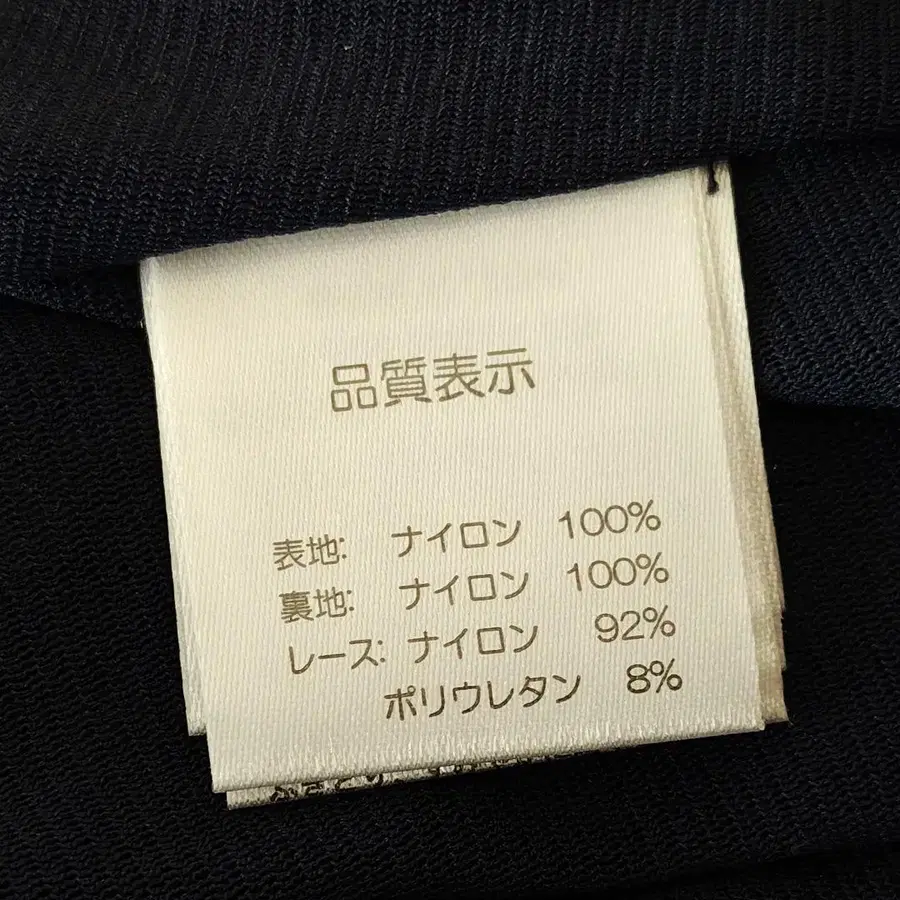 品質表示
表地: ナイロン 100%
裏地: ナイロン 100%
レース: ナイロン 92%
ポリウレタン 8%